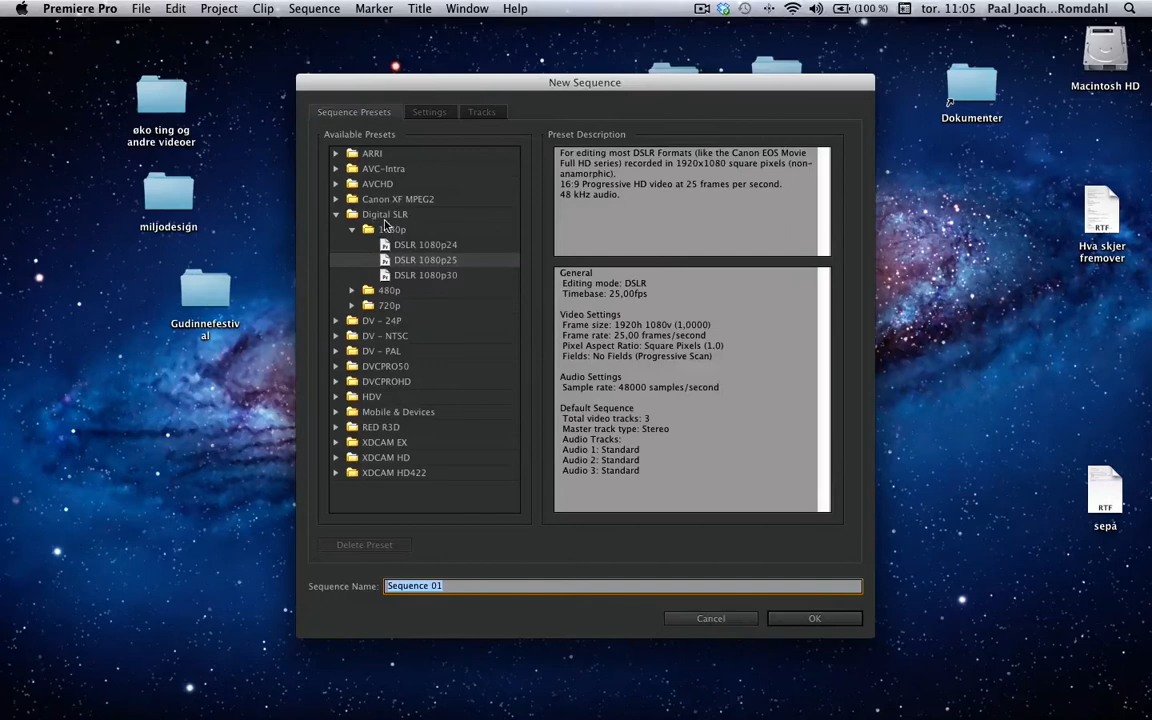 Premiere Pro File Edit Project Clip Sequence Marker Title Window Help (100 %) tor. 11:05 Paal Joach...Romdahl
Macintosh HD
Dokumenter
øko ting og
andre videoer
miljodesign
Gudinnefestiv
al
RTF
Hva skjer
fremover
RTF
sepa
New Sequence
Sequence Presets Settings Tracks
Available Presets
ARRI
AVC-Intra
AVCHD
Canon XF MPEG2
Digital SLR
1080p
DSLR 1080p24
DSLR 1080p25
DSLR 1080p30
480p
720p
DV - 24P
DV - NTSC
DV - PAL
DVCPRO50
DVCPROHD
HDV
Mobile & Devices
RED R3D
XDCAM EX
XDCAM HD
XDCAM HD422
Delete Preset
Preset Description
For editing most DSLR Formats (like the Canon EOS Movie
Full HD series) recorded in 1920x1080 square pixels (non-
anamorphic).
16:9 Progressive HD video at 25 frames per second.
48 kHz audio.
General
Editing mode: DSLR
Timebase: 25,00fps
Video Settings
Frame size: 1920h 1080v (1,0000)
Frame rate: 25,00 frames/second
Pixel Aspect Ratio: Square Pixels (1.0)
Fields: No Fields (Progressive Scan)
Audio Settings
Sample rate: 48000 samples/second
Default Sequence
Total video tracks: 3
Master track type: Stereo
Audio Tracks:
Audio 1: Standard
Audio 2: Standard
Audio 3: Standard
Sequence Name: Sequence 01
Cancel OK